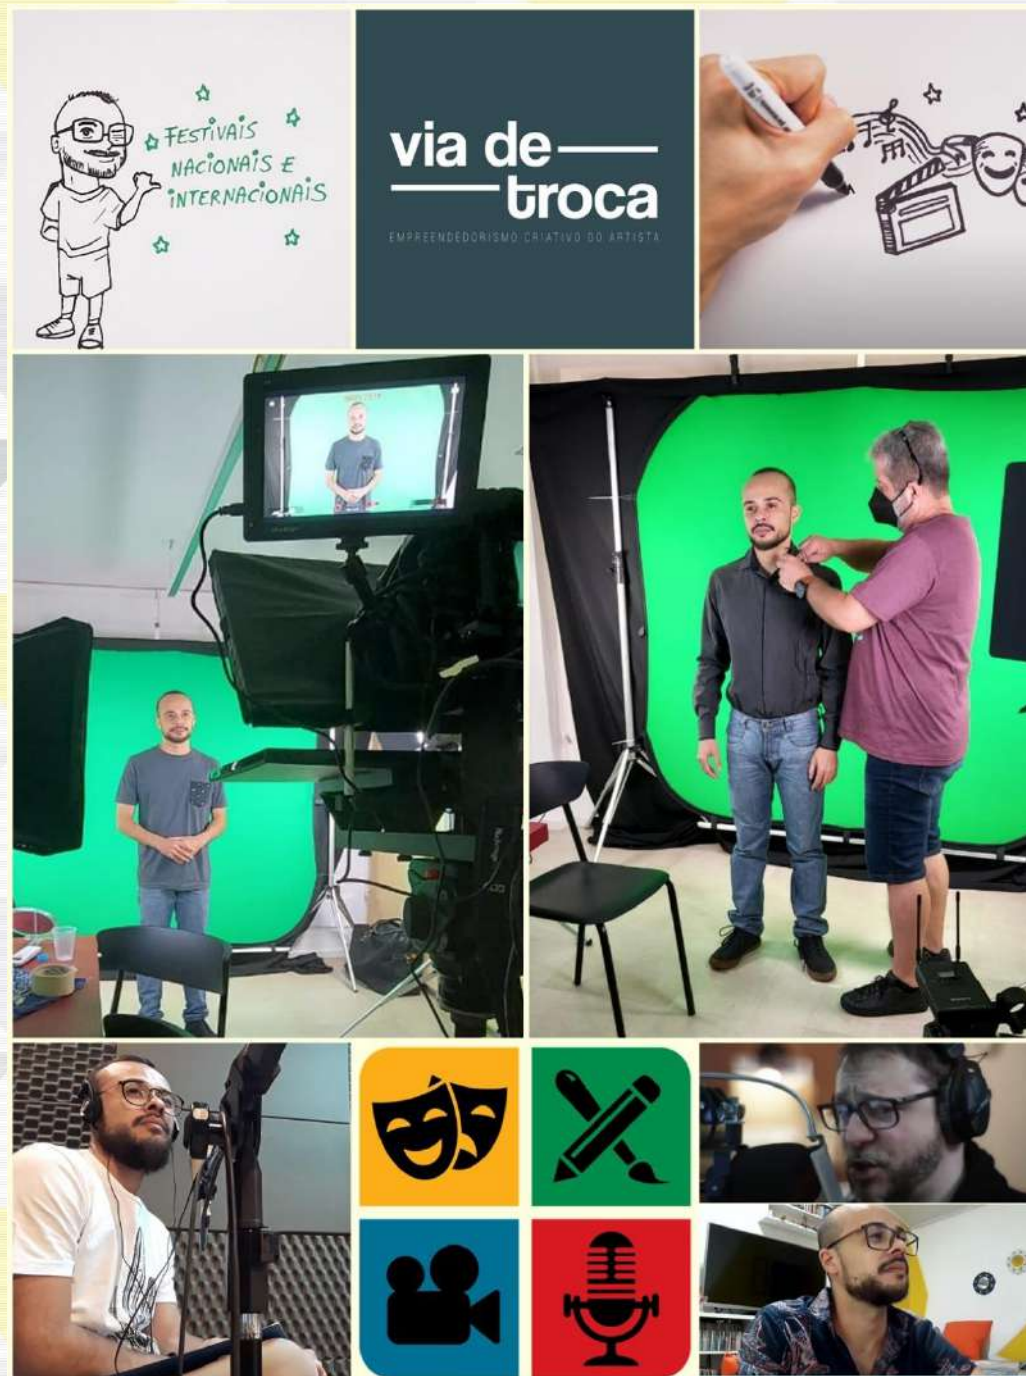 FESTIVAIS
NACIONAIS E
INTERNACIONAIS
via de
troca
EMPREENDEDORISMO CRIATIVO DO ARTISTA